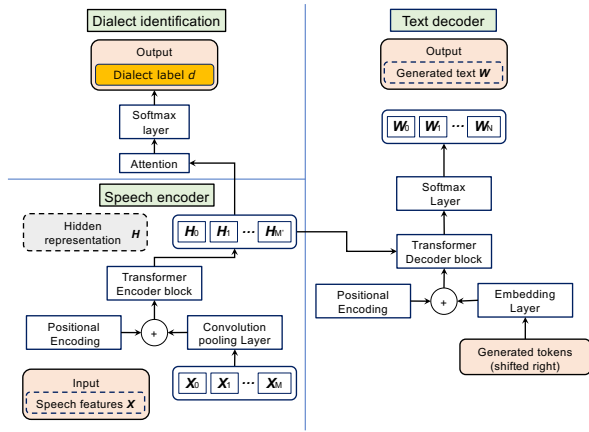 Dialect identification
Output
Dialect label d
Softmax
layer
Attention
Speech encoder
Hidden
representation H
H0 H1 ··· HM'
Transformer
Encoder block
Positional
Encoding
+
Convolution
pooling Layer
Input
Speech features X
X0 X1 ··· XM
Text decoder
Output
Generated text W
W0 W1 ··· WN
Softmax
Layer
Transformer
Decoder block
Positional
Encoding
+
Embedding
Layer
Generated tokens
(shifted right)